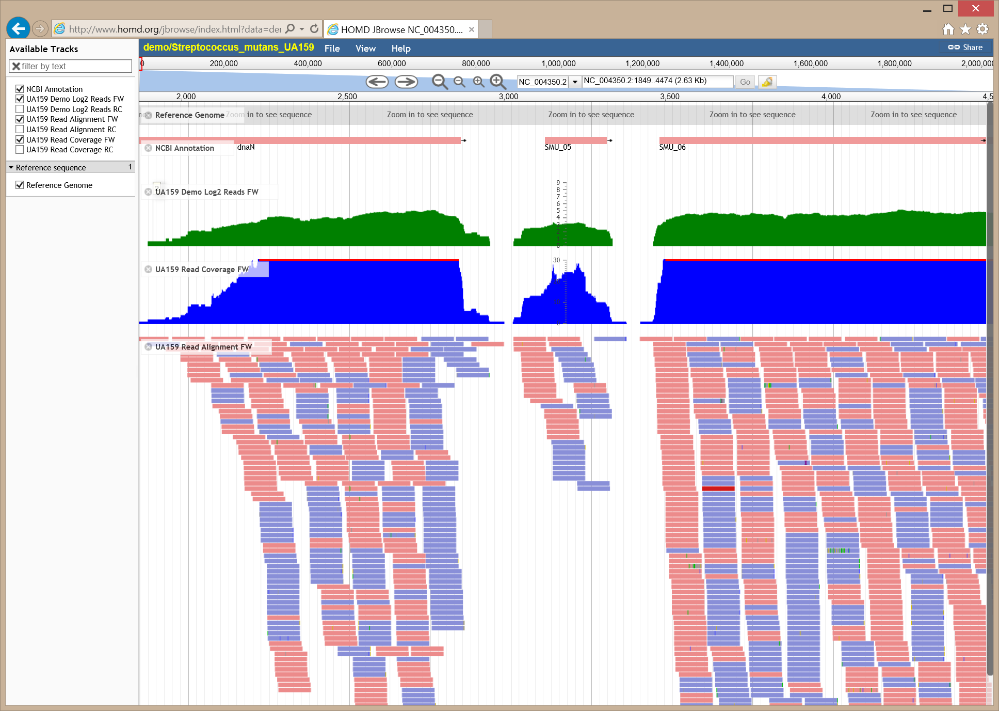 http://www.homd.org/jbrowse/index.html?data=der
HOMD JBrowse NC_004350....
Available Tracks
filter by text
NCBI Annotation
UA159 Demo Log2 Reads FW
UA159 Demo Log2 Reads RC
UA159 Read Alignment FW
UA159 Read Alignment RC
UA159 Read Coverage FW
UA159 Read Coverage RC
Reference sequence 1
Reference Genome
demo/Streptococcus_mutans_UA159 File View Help Share
0 200,000 400,000 600,000 800,000 1,000,000 1,200,000 1,400,000 1,600,000 1,800,000 2,000,000
NC_004350.2 NC_004350.2:1849..4474 (2.63 Kb) Go
2,000 2,500 3,000 3,500 4,000 4,5
Reference Genome Zoom in to see sequence Zoom in to see sequence Zoom in to see sequence Zoom in to see sequence Zoom in to see sequence
NCBI Annotation dnaN SMU_05 SMU_06
?
UA159 Demo Log2 Reads FW
9
8
7
6
5
4
3
2
1
0
UA159 Read Coverage FW
30
20
10
0
UA159 Read Alignment FW